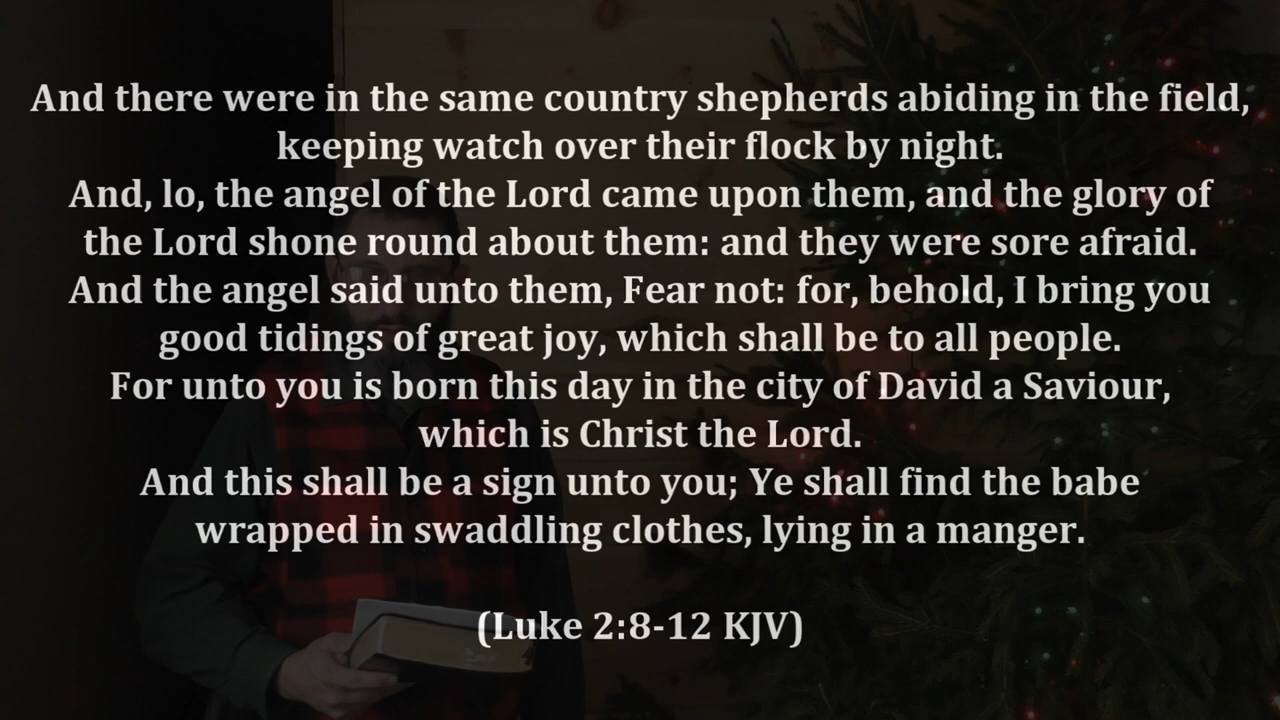 And there were in the same country shepherds abiding in the field,
keeping watch over their flock by night.
And, lo, the angel of the Lord came upon them, and the glory of
the Lord shone round about them: and they were sore afraid.
And the angel said unto them, Fear not: for, behold, I bring you
good tidings of great joy, which shall be to all people.
For unto you is born this day in the city of David a Saviour,
which is Christ the Lord.
And this shall be a sign unto you; Ye shall find the babe
wrapped in swaddling clothes, lying in a manger.
(Luke 2:8-12 KJV)